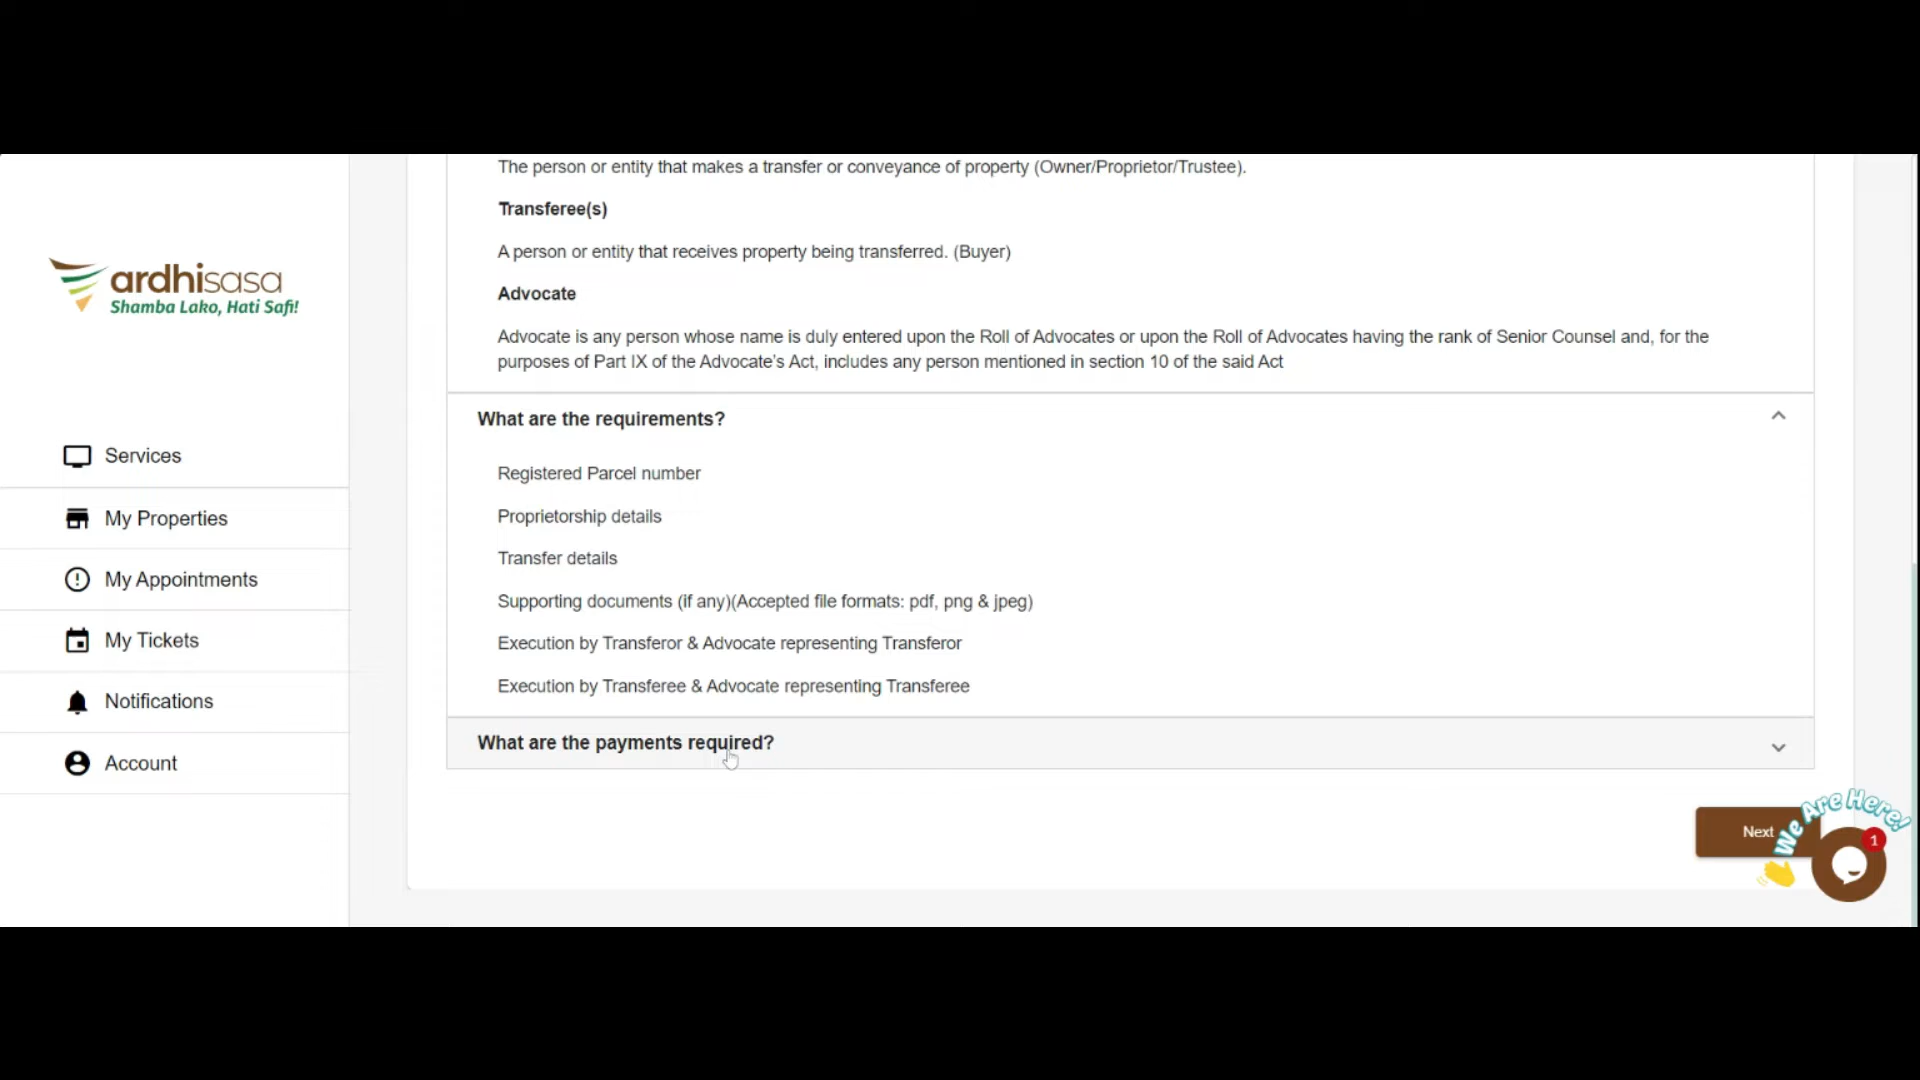 The person or entity that makes a transfer or conveyance of property (Owner/Proprietor/Trustee).
Transferee(s)
A person or entity that receives property being transferred. (Buyer)
Advocate
Advocate is any person whose name is duly entered upon the Roll of Advocates or upon the Roll of Advocates having the rank of Senior Counsel and, for the
purposes of Part IX of the Advocate's Act, includes any person mentioned in section 10 of the said Act
What are the requirements?
Registered Parcel number
Proprietorship details
Transfer details
Supporting documents (if any)(Accepted file formats: pdf, png & jpeg)
Execution by Transferor & Advocate representing Transferor
Execution by Transferee & Advocate representing Transferee
What are the payments required?
Next
We Are Here!
1
ardhisasa
Shamba Lako, Hati Safi!
Services
My Properties
My Appointments
My Tickets
Notifications
Account